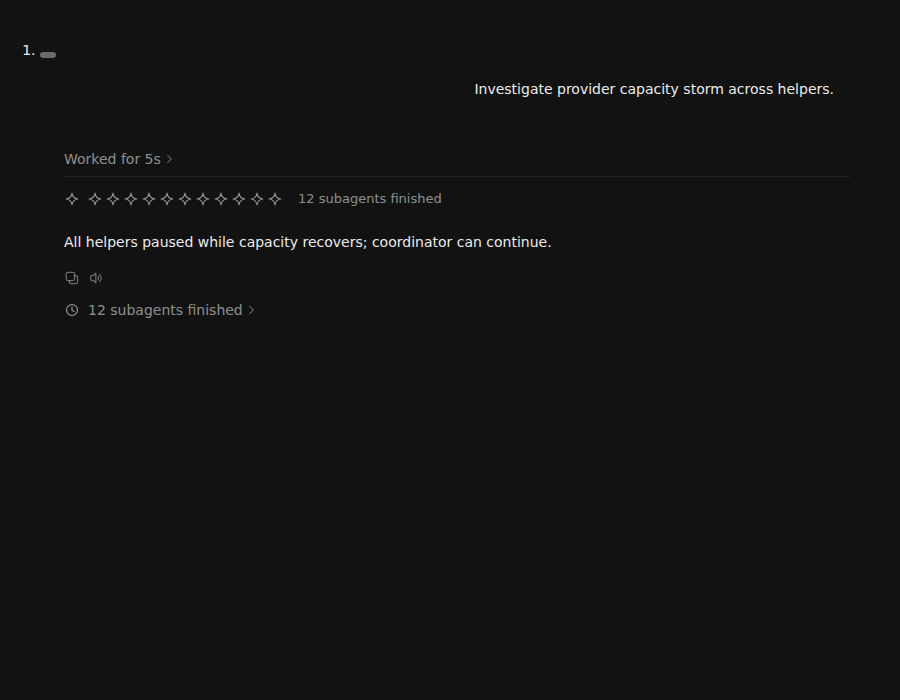 1.
Investigate provider capacity storm across helpers.
Worked for 5s
12 subagents finished
All helpers paused while capacity recovers; coordinator can continue.
12 subagents finished